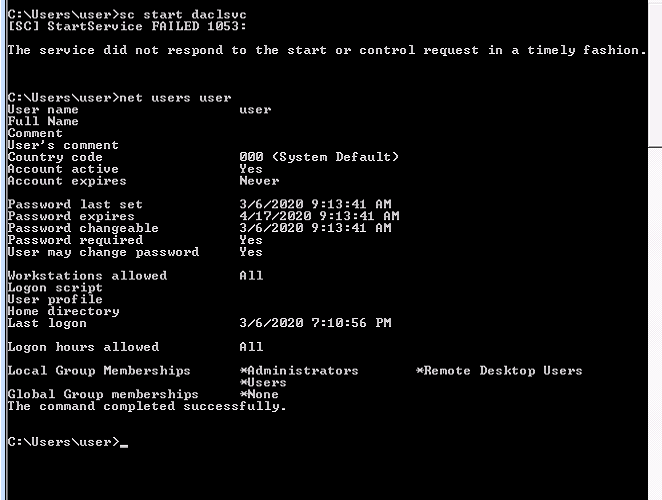 C:\Users\user>sc start daclsvc
[SC] StartService FAILED 1053:
The service did not respond to the start or control request in a timely fashion.
C:\Users\user>net users user
User name                    user
Full Name
Comment
User's comment
Country code                 000 (System Default)
Account active               Yes
Account expires              Never
Password last set            3/6/2020 9:13:41 AM
Password expires             4/17/2020 9:13:41 AM
Password changeable          3/6/2020 9:13:41 AM
Password required            Yes
User may change password     Yes
Workstations allowed         All
Logon script
User profile
Home directory
Last logon                   3/6/2020 7:10:56 PM
Logon hours allowed          All
Local Group Memberships      *Administrators       *Remote Desktop Users
                             *Users
Global Group memberships     *None
The command completed successfully.
C:\Users\user>_